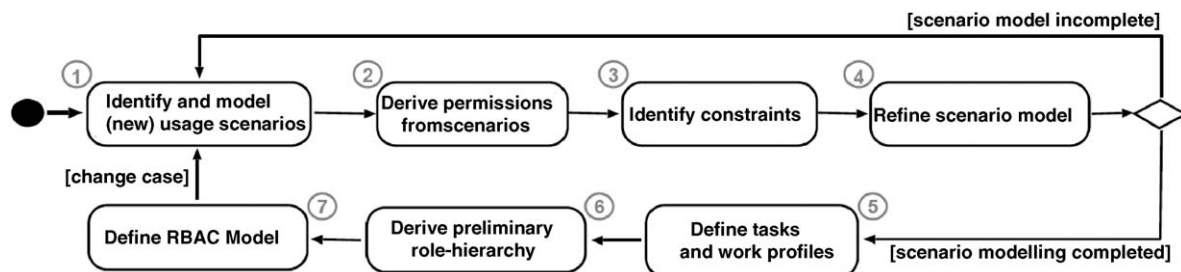 [scenario model incomplete]
1
2
3
4
Identify and model
(new) usage scenarios
Derive permissions
fromscenarios
Identify constraints
Refine scenario model
[change case]
7
6
5
Define RBAC Model
Derive preliminary
role-hierarchy
Define tasks
and work profiles
[scenario modelling completed]